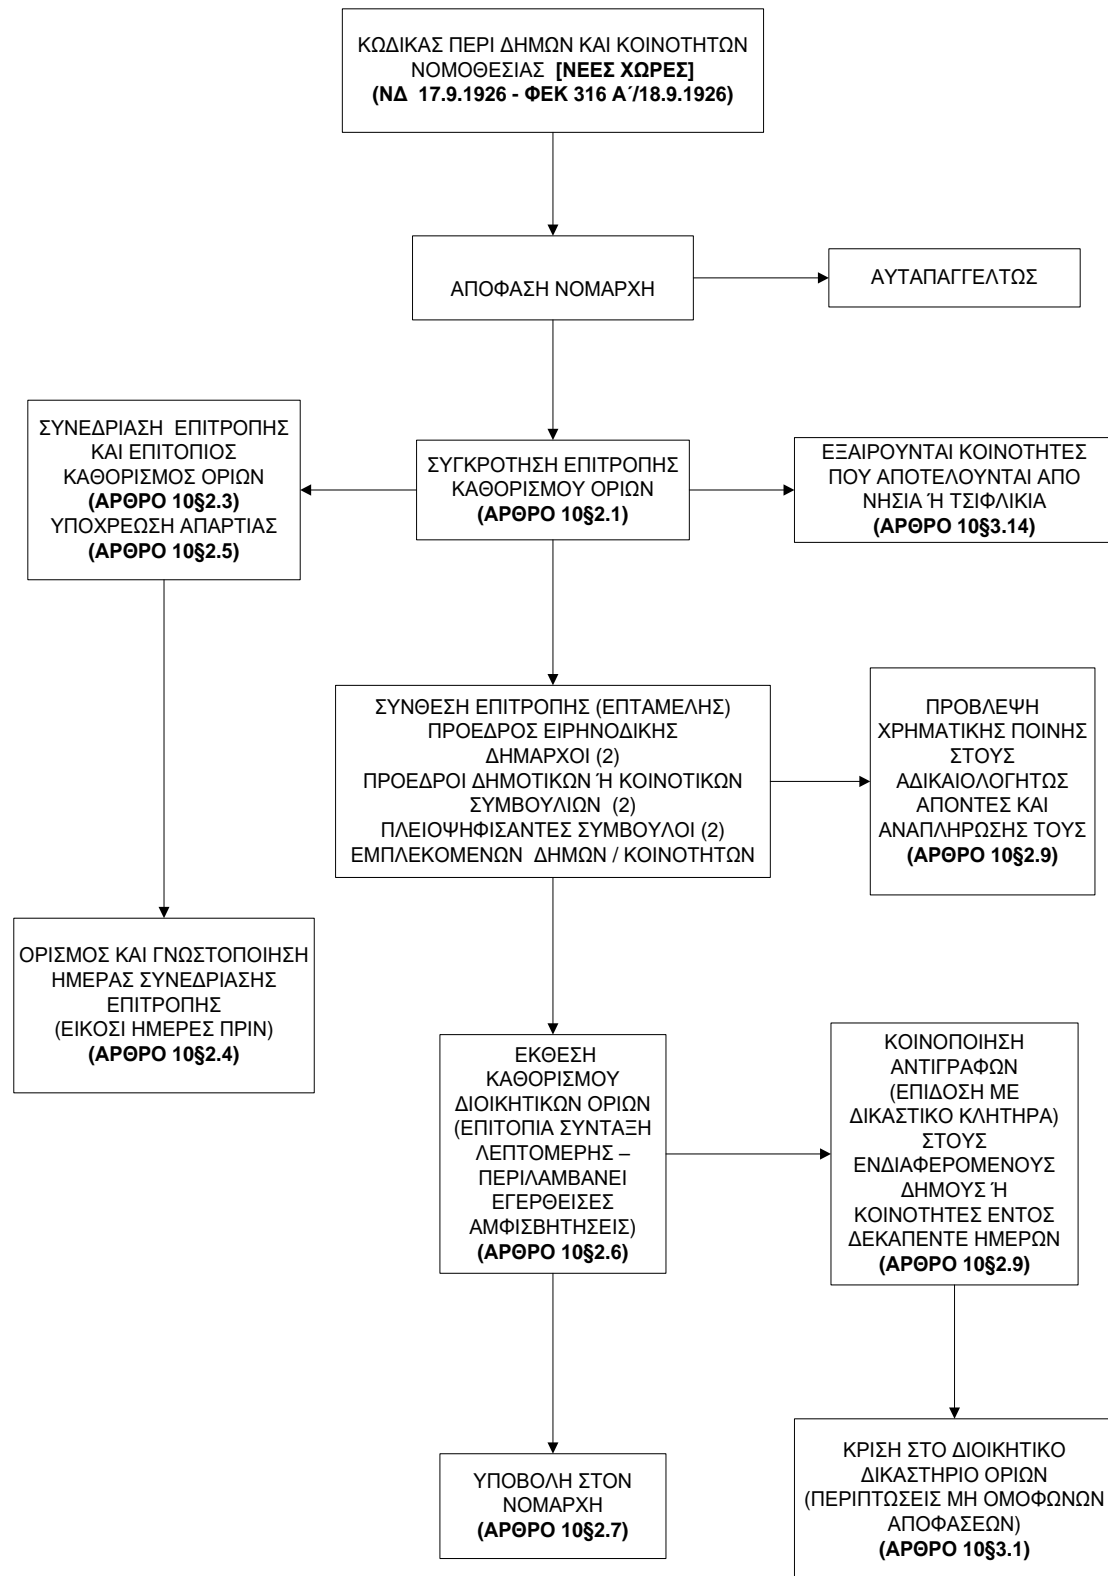 ΚΩΔΙΚΑΣ ΠΕΡΙ ΔΗΜΩΝ ΚΑΙ ΚΟΙΝΟΤΗΤΩΝ
ΝΟΜΟΘΕΣΙΑΣ [ΝΕΕΣ ΧΩΡΕΣ]
(ΝΔ 17.9.1926 - ΦΕΚ 316 Α΄/18.9.1926)
ΑΠΟΦΑΣΗ ΝΟΜΑΡΧΗ
ΑΥΤΑΠΑΓΓΕΛΤΩΣ
ΣΥΝΕΔΡΙΑΣΗ ΕΠΙΤΡΟΠΗΣ
ΚΑΙ ΕΠΙΤΟΠΙΟΣ
ΚΑΘΟΡΙΣΜΟΣ ΟΡΙΩΝ
(ΑΡΘΡΟ 10§2.3)
ΥΠΟΧΡΕΩΣΗ ΑΠΑΡΤΙΑΣ
(ΑΡΘΡΟ 10§2.5)
ΣΥΓΚΡΟΤΗΣΗ ΕΠΙΤΡΟΠΗΣ
ΚΑΘΟΡΙΣΜΟΥ ΟΡΙΩΝ
(ΑΡΘΡΟ 10§2.1)
ΕΞΑΙΡΟΥΝΤΑΙ ΚΟΙΝΟΤΗΤΕΣ
ΠΟΥ ΑΠΟΤΕΛΟΥΝΤΑΙ ΑΠΟ
ΝΗΣΙΑ Ή ΤΣΙΦΛΙΚΙΑ
(ΑΡΘΡΟ 10§3.14)
ΣΥΝΘΕΣΗ ΕΠΙΤΡΟΠΗΣ (ΕΠΤΑΜΕΛΗΣ)
ΠΡΟΕΔΡΟΣ ΕΙΡΗΝΟΔΙΚΗΣ
ΔΗΜΑΡΧΟΙ (2)
ΠΡΟΕΔΡΟΙ ΔΗΜΟΤΙΚΩΝ Ή ΚΟΙΝΟΤΙΚΩΝ
ΣΥΜΒΟΥΛΙΩΝ (2)
ΠΛΕΙΟΨΗΦΙΣΑΝΤΕΣ ΣΥΜΒΟΥΛΟΙ (2)
ΕΜΠΛΕΚΟΜΕΝΩΝ ΔΗΜΩΝ / ΚΟΙΝΟΤΗΤΩΝ
ΠΡΟΒΛΕΨΗ
ΧΡΗΜΑΤΙΚΗΣ ΠΟΙΝΗΣ
ΣΤΟΥΣ
ΑΔΙΚΑΙΟΛΟΓΗΤΩΣ
ΑΠΟΝΤΕΣ ΚΑΙ
ΑΝΑΠΛΗΡΩΣΗΣ ΤΟΥΣ
(ΑΡΘΡΟ 10§2.9)
ΟΡΙΣΜΟΣ ΚΑΙ ΓΝΩΣΤΟΠΟΙΗΣΗ
ΗΜΕΡΑΣ ΣΥΝΕΔΡΙΑΣΗΣ
ΕΠΙΤΡΟΠΗΣ
(ΕΙΚΟΣΙ ΗΜΕΡΕΣ ΠΡΙΝ)
(ΑΡΘΡΟ 10§2.4)
ΕΚΘΕΣΗ
ΚΑΘΟΡΙΣΜΟΥ
ΔΙΟΙΚΗΤΙΚΩΝ ΟΡΙΩΝ
(ΕΠΙΤΟΠΙΑ ΣΥΝΤΑΞΗ
ΛΕΠΤΟΜΕΡΗΣ –
ΠΕΡΙΛΑΜΒΑΝΕΙ
ΕΓΕΡΘΕΙΣΕΣ
ΑΜΦΙΣΒΗΤΗΣΕΙΣ)
(ΑΡΘΡΟ 10§2.6)
ΚΟΙΝΟΠΟΙΗΣΗ
ΑΝΤΙΓΡΑΦΩΝ
(ΕΠΙΔΟΣΗ ΜΕ
ΔΙΚΑΣΤΙΚΟ ΚΛΗΤΗΡΑ)
ΣΤΟΥΣ
ΕΝΔΙΑΦΕΡΟΜΕΝΟΥΣ
ΔΗΜΟΥΣ Ή
ΚΟΙΝΟΤΗΤΕΣ ΕΝΤΟΣ
ΔΕΚΑΠΕΝΤΕ ΗΜΕΡΩΝ
(ΑΡΘΡΟ 10§2.9)
ΥΠΟΒΟΛΗ ΣΤΟΝ
ΝΟΜΑΡΧΗ
(ΑΡΘΡΟ 10§2.7)
ΚΡΙΣΗ ΣΤΟ ΔΙΟΙΚΗΤΙΚΟ
ΔΙΚΑΣΤΗΡΙΟ ΟΡΙΩΝ
(ΠΕΡΙΠΤΩΣΕΙΣ ΜΗ ΟΜΟΦΩΝΩΝ
ΑΠΟΦΑΣΕΩΝ)
(ΑΡΘΡΟ 10§3.1)